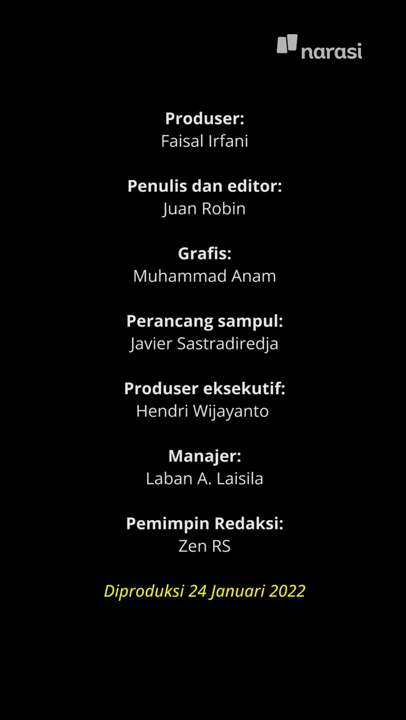 narasi
Produser:
Faisal Irfani
Penulis dan editor:
Juan Robin
Grafis:
Muhammad Anam
Perancang sampul:
Javier Sastradiredja
Produser eksekutif:
Hendri Wijayanto
Manajer:
Laban A. Laisila
Pemimpin Redaksi:
Zen RS
Diproduksi 24 Januari 2022